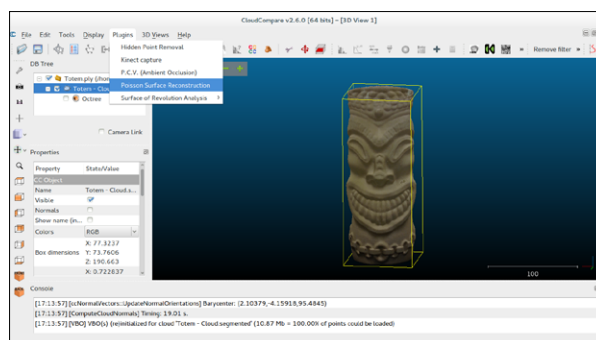 CloudCompare v2.6.0 [64 bits] - [3D View 1]
File Edit Tools Display Plugins 3D Views Help
Hidden Point Removal
Kinect capture
P.C.V. (Ambient Occlusion)
Poisson Surface Reconstruction
Surface of Revolution Analysis
Remove filter
DB Tree
Totem.ply
Octree
Camera Link
Properties
Property State/Value
CC Object
Name Totem - Cloud.s...
Visible
Normals
Show name (in...
Colors RGB
X: 77.3237
Box dimensions Y: 73.7606
Z: 190.663
X: 0.722837
100
Console
[17:13:57] [ccNormalVectors::UpdateNormalOrientations] Barycenter: (2.10379,-4.15918,95.4845)
[17:13:57] [ComputeCloudNormals] Timing: 19.01 s.
[17:13:57] [VBO] VBO(s) (re)initialized for cloud 'Totem - Cloud.segmented' (10.87 Mb = 100.00% of points could be loaded)